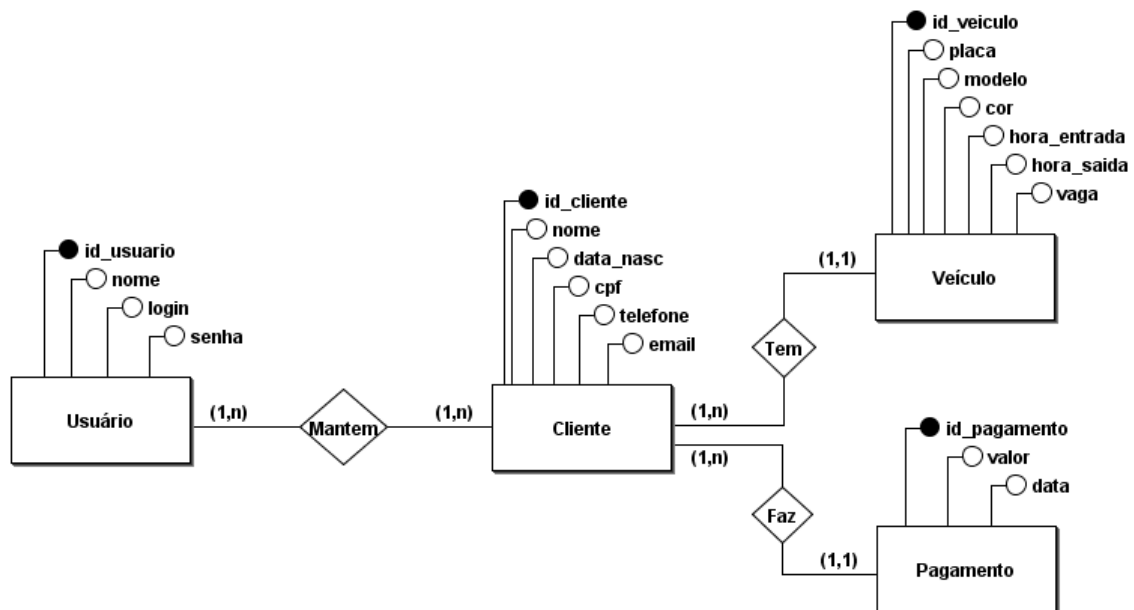 id_veiculo
placa
modelo
cor
hora_entrada
hora_saida
vaga
Veículo
(1,1)
id_cliente
nome
data_nasc
cpf
telefone
email
Cliente
(1,n)
(1,n)
(1,n)
id_usuario
nome
login
senha
Usuário
(1,n)
Mantem
Tem
Faz
(1,1)
id_pagamento
valor
data
Pagamento